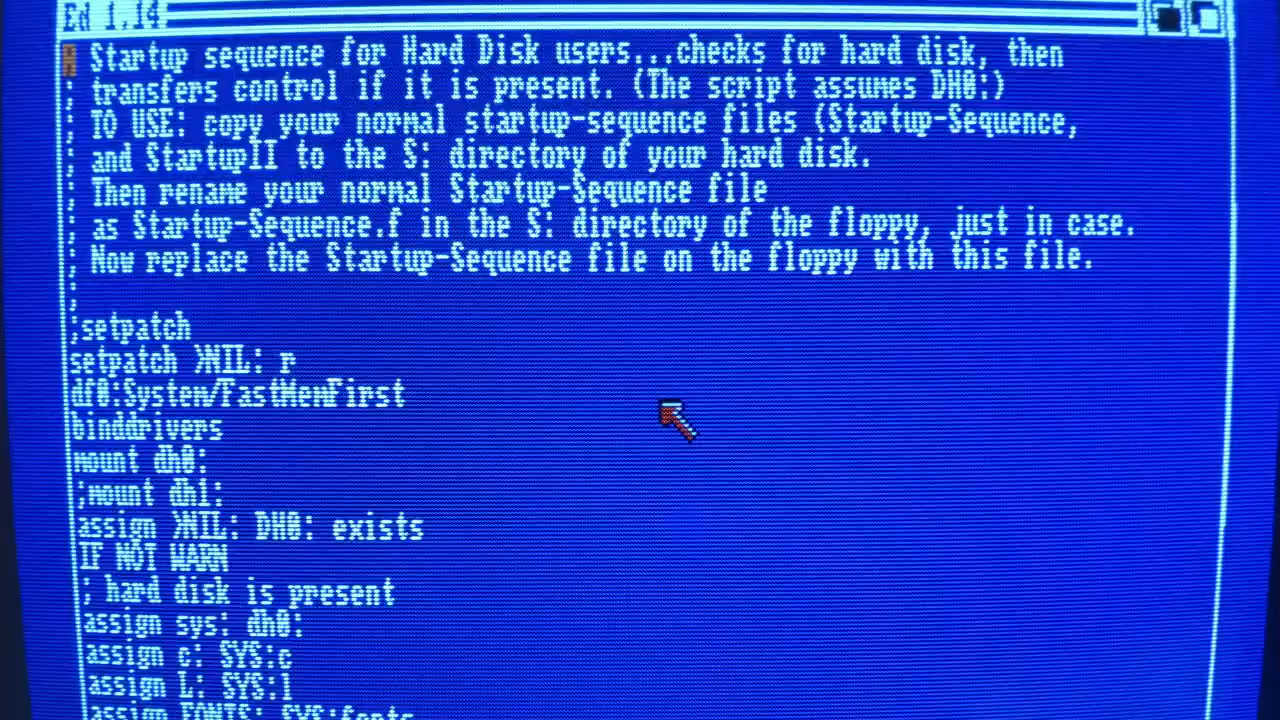 Startup sequence for Hard Disk users...checks for hard disk, then
; transfers control if it is present. (The script assumes DH0:)
; TO USE: copy your normal startup-sequence files (Startup-Sequence,
; and StartupII to the S: directory of your hard disk.
; Then rename your normal Startup-Sequence file
; as Startup-Sequence.f in the S: directory of the floppy, just in case.
; Now replace the Startup-Sequence file on the floppy with this file.
;
;setpatch
setpatch >NIL: r
df0:System/FastMemFirst
binddrivers
mount dh0:
;mount dh1:
assign >NIL: DH0: exists
IF NOT WARN
; hard disk is present
assign sys: dh0:
assign c: SYS:c
assign L: SYS:l
assign FONTS: SYS:fonts